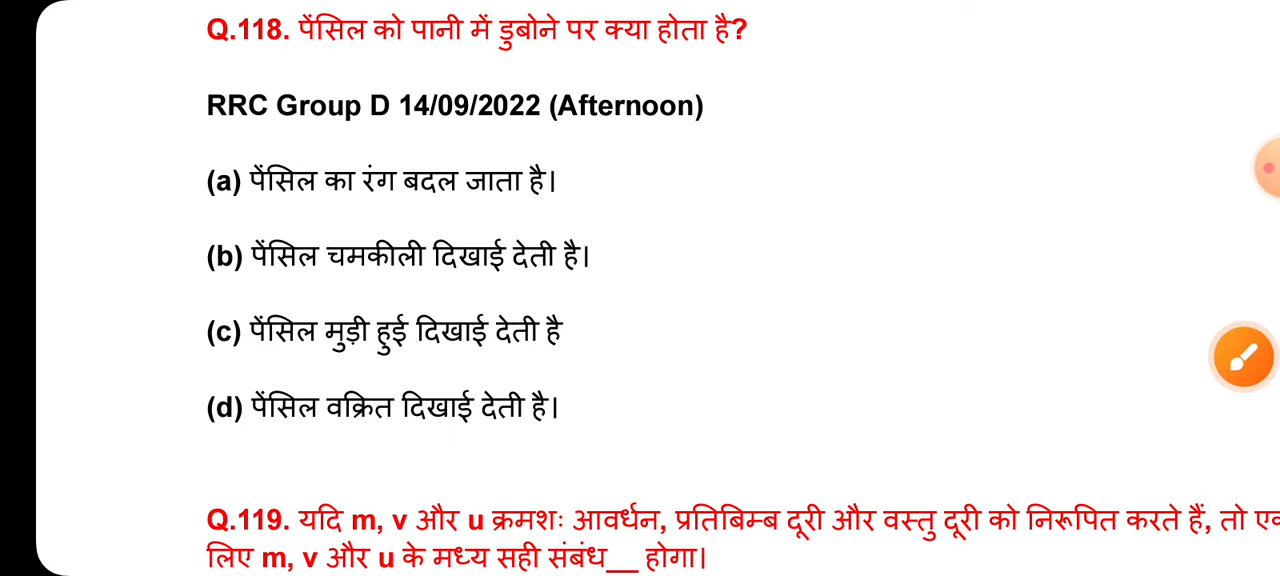 Q.118. पेंसिल को पानी में डुबोने पर क्या होता है?
RRC Group D 14/09/2022 (Afternoon)
(a) पेंसिल का रंग बदल जाता है।
(b) पेंसिल चमकीली दिखाई देती है।
(c) पेंसिल मुड़ी हुई दिखाई देती है
(d) पेंसिल वक्रित दिखाई देती है।
Q.119. यदि m, v और u क्रमशः आवर्धन, प्रतिबिम्ब दूरी और वस्तु दूरी को निरूपित करते हैं, तो
लिए m, v और u के मध्य सही संबंध__ होगा।